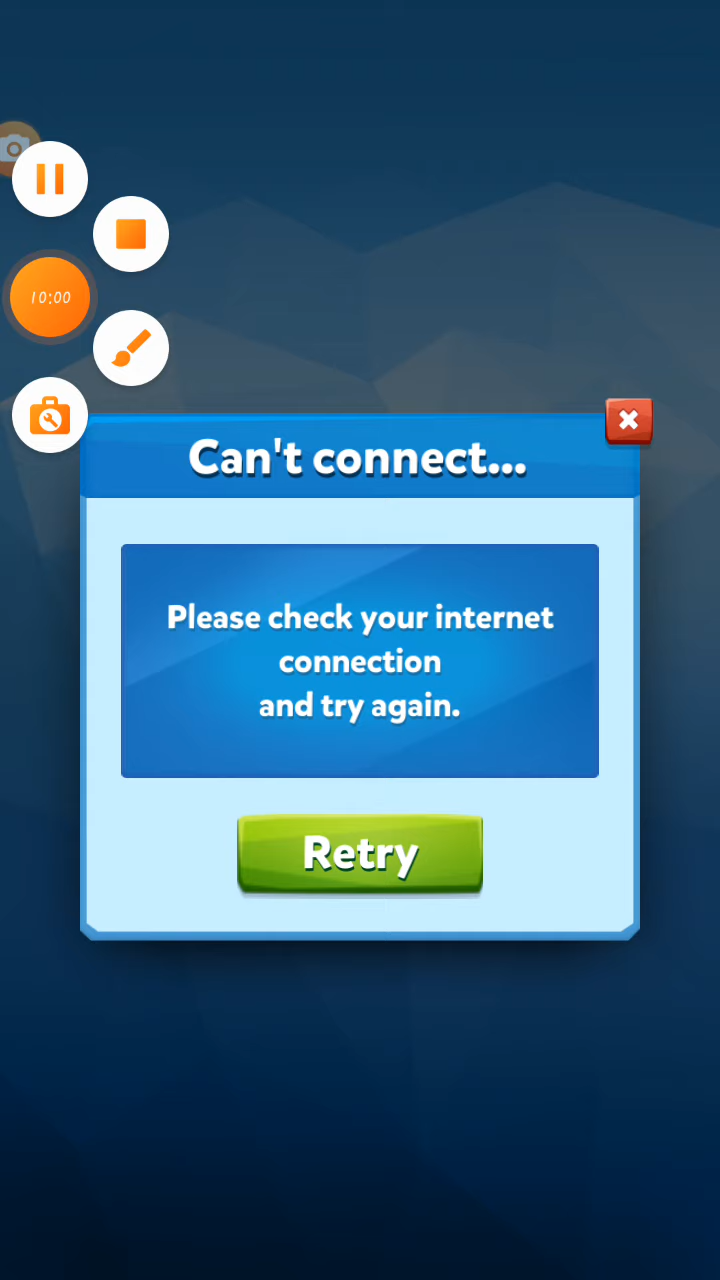 10:00
Can't connect...
Please check your internet
connection
and try again.
Retry